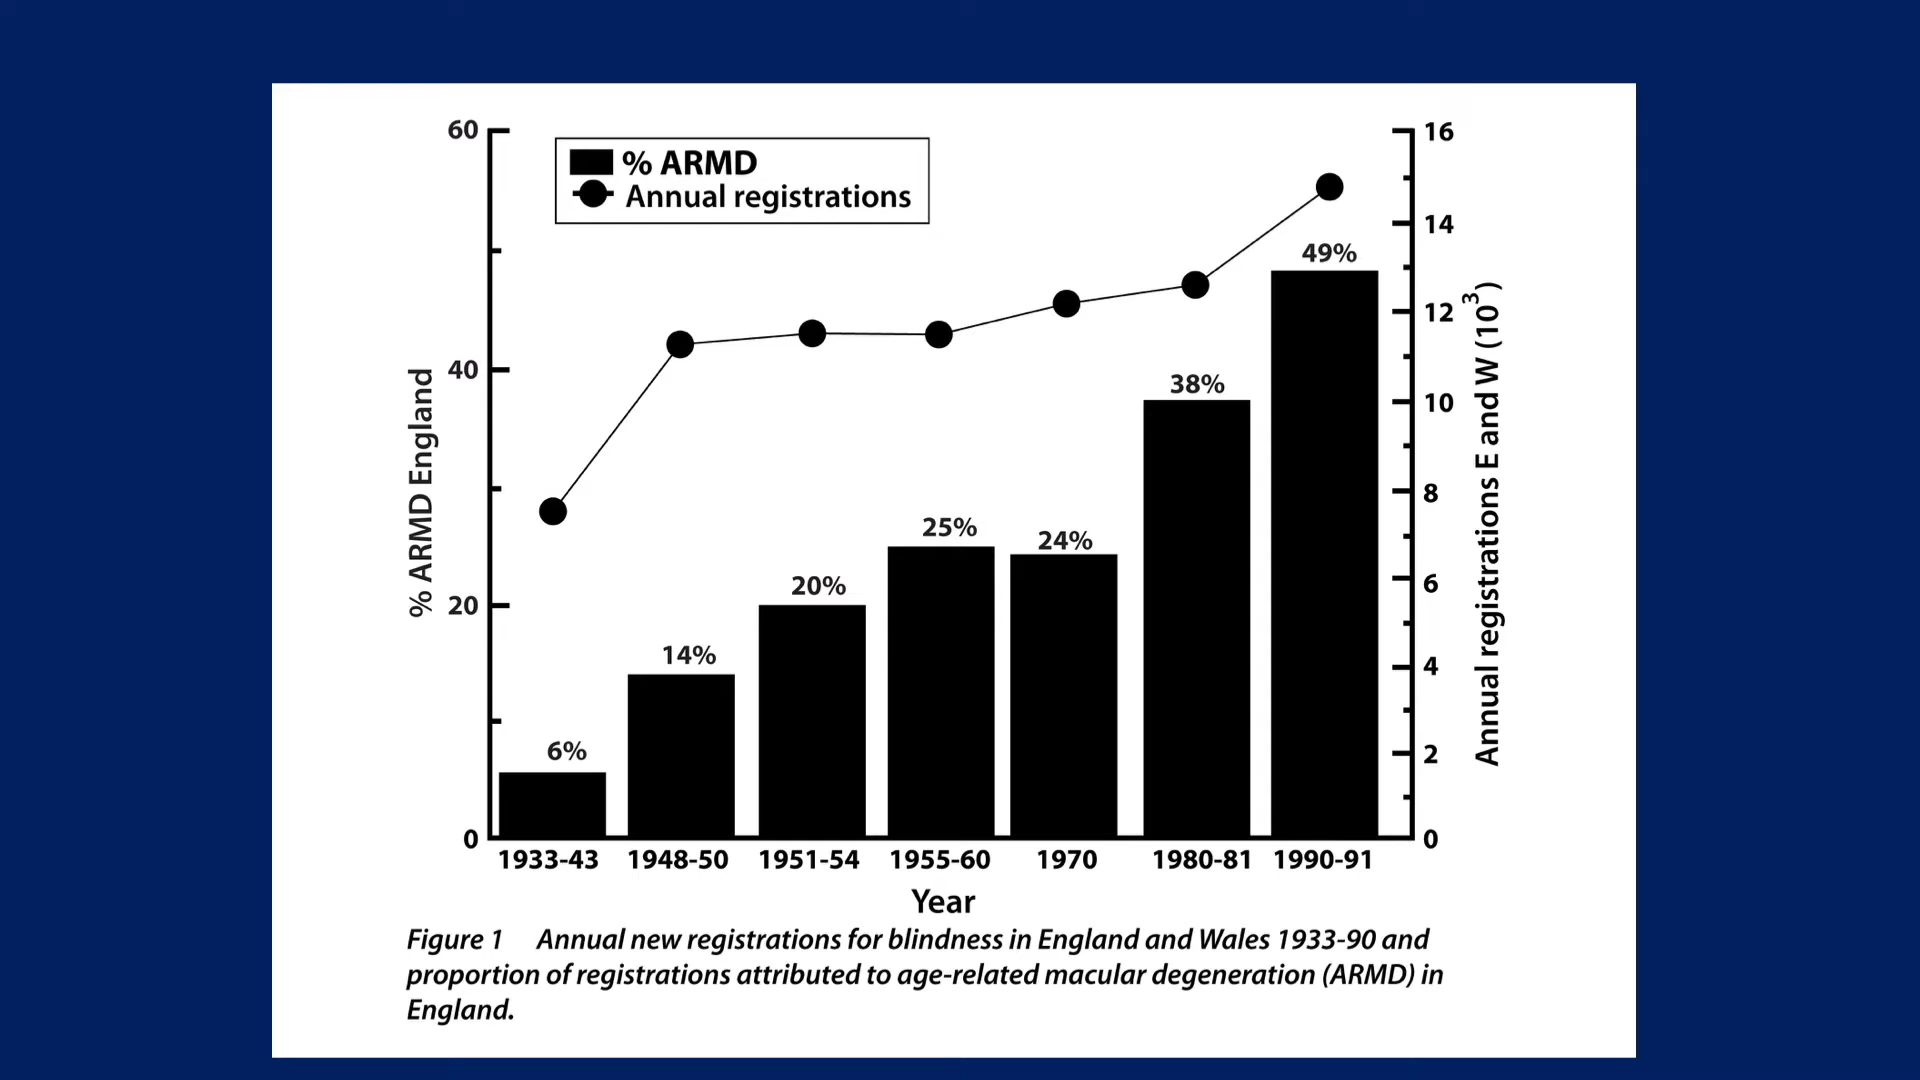 60
16
% ARMD
Annual registrations
14
49%
12
40
38%
10
% ARMD England
Annual registrations E and W (10³)
8
25%
24%
6
20%
20
14%
4
6%
2
0
0
1933-43 1948-50 1951-54 1955-60 1970 1980-81 1990-91
Year
Figure 1 Annual new registrations for blindness in England and Wales 1933-90 and
proportion of registrations attributed to age-related macular degeneration (ARMD) in
England.